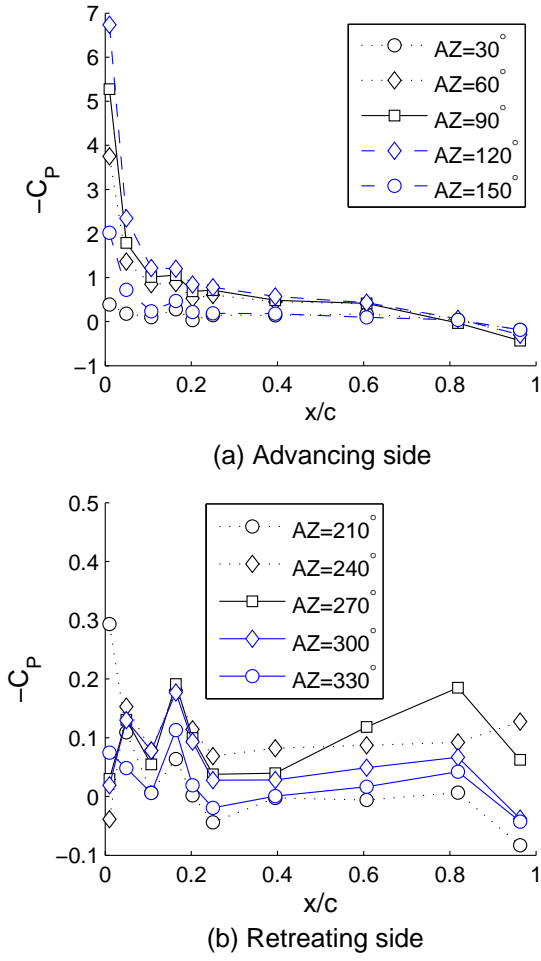 7
6
5
4
3
2
1
0
−1
−C_P
AZ=30°
AZ=60°
AZ=90°
AZ=120°
AZ=150°
0 0.2 0.4 0.6 0.8 1
x/c
(a) Advancing side
0.5
0.4
0.3
0.2
0.1
0
−0.1
−C_P
AZ=210°
AZ=240°
AZ=270°
AZ=300°
AZ=330°
0 0.2 0.4 0.6 0.8 1
x/c
(b) Retreating side